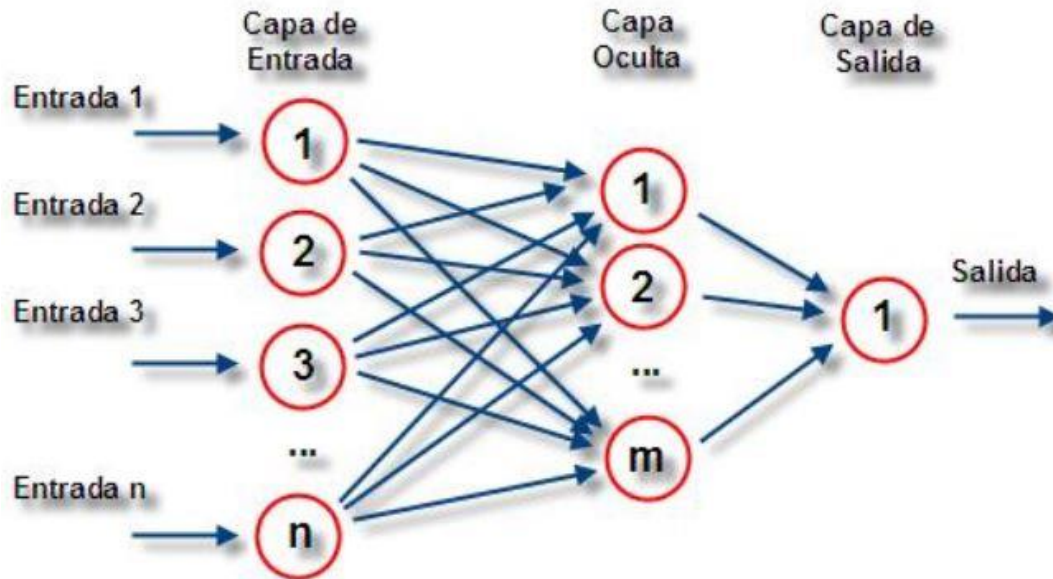 Capa de
Entrada
Capa
Oculta
Capa de
Salida
Entrada 1
1
Entrada 2
2
Entrada 3
3
...
Entrada n
n
1
2
...
m
1
Salida